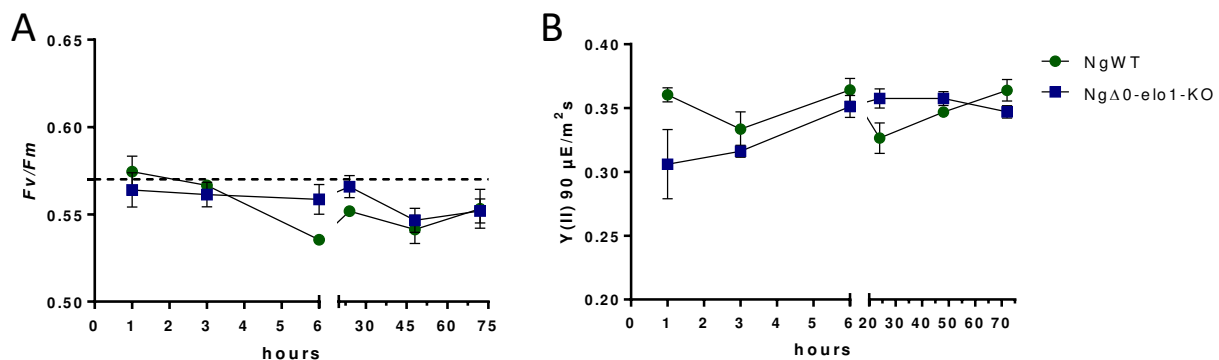 A
0.65
0.60
0.55
0.50
Fv/Fm
0 1 2 3 4 5 6 30 45 60 75
hours
B
0.40
0.35
0.30
0.25
0.20
Y(II) 90 µE/m²s
0 1 2 3 4 5 6 20 30 40 50 60 70
hours
NgWT
NgΔ0-elo1-KO